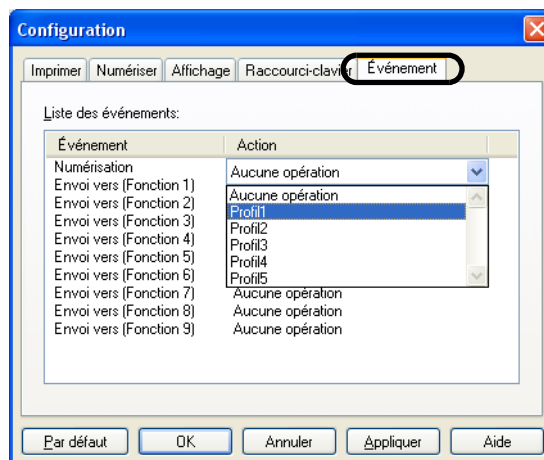 Configuration
Imprimer Numériser Affichage Raccourci-clavier Événement
Liste des événements:
Événement Action
Numérisation Aucune opération
Envoi vers (Fonction 1) Aucune opération
Envoi vers (Fonction 2) Profil1
Envoi vers (Fonction 3) Profil2
Envoi vers (Fonction 4) Profil3
Envoi vers (Fonction 5) Profil4
Envoi vers (Fonction 6) Profil5
Envoi vers (Fonction 7) Aucune opération
Envoi vers (Fonction 8) Aucune opération
Envoi vers (Fonction 9) Aucune opération
Par défaut OK Annuler Appliquer Aide